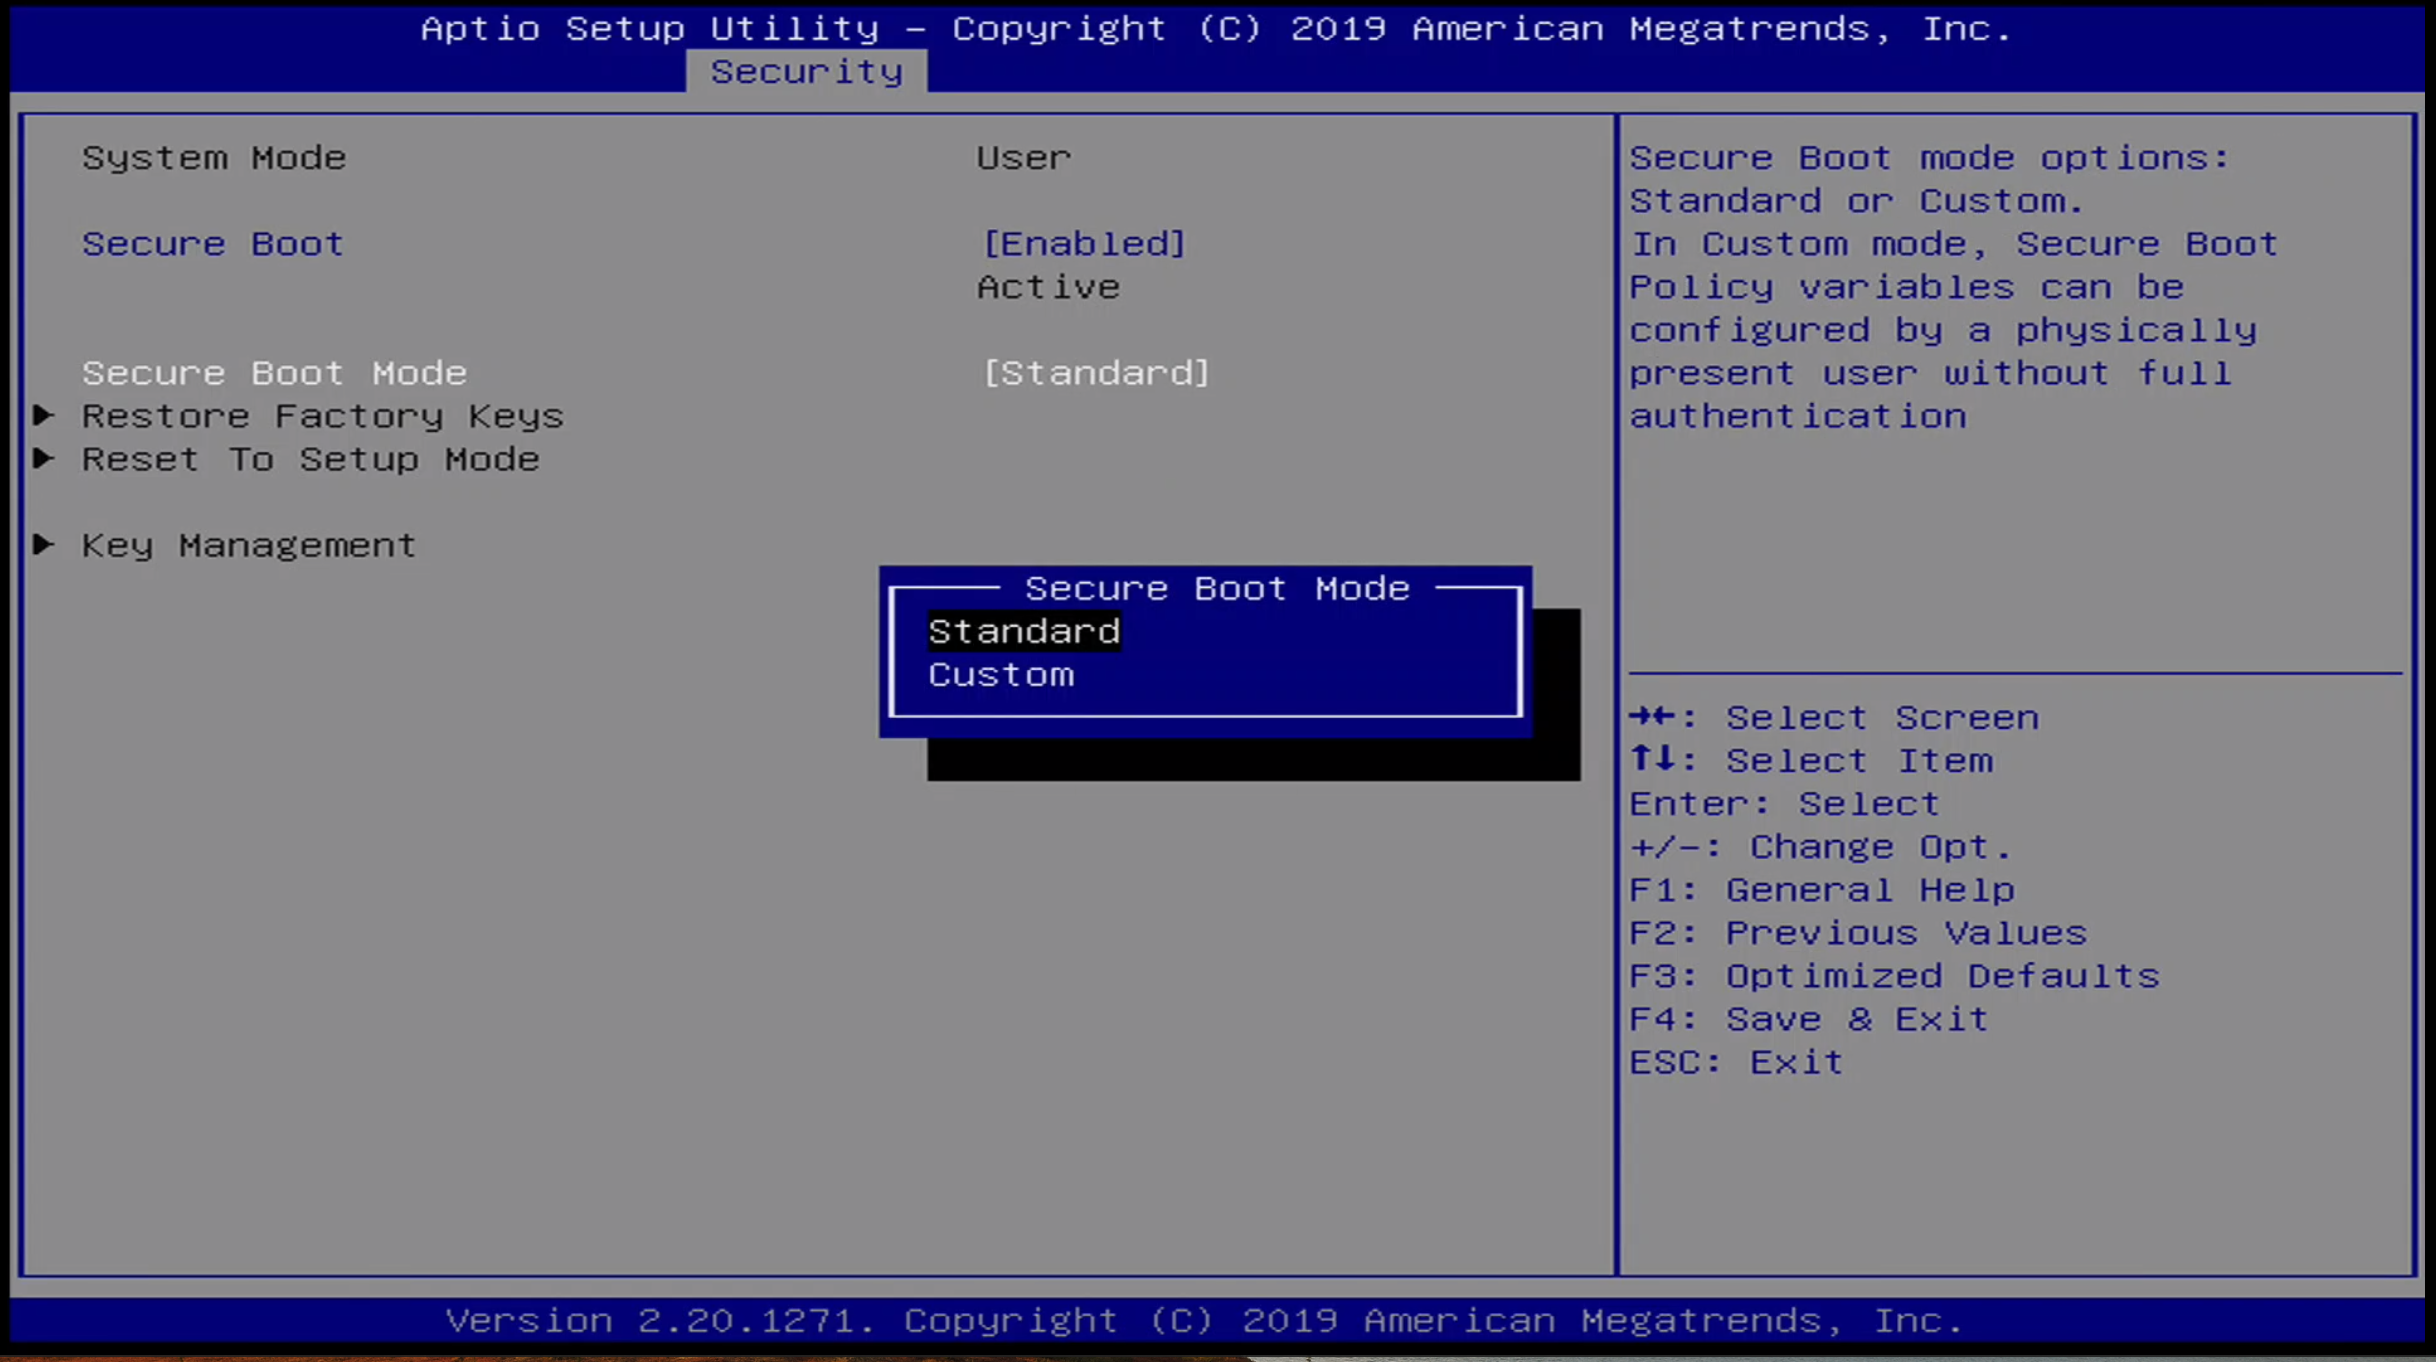 Aptio Setup Utility – Copyright (C) 2019 American Megatrends, Inc.
Security
System Mode User
Secure Boot [Enabled]
Active
Secure Boot Mode [Standard]
Restore Factory Keys
Reset To Setup Mode
Key Management
Secure Boot Mode
Standard
Custom
Secure Boot mode options:
Standard or Custom.
In Custom mode, Secure Boot
Policy variables can be
configured by a physically
present user without full
authentication
→←: Select Screen
↑↓: Select Item
Enter: Select
+/-: Change Opt.
F1: General Help
F2: Previous Values
F3: Optimized Defaults
F4: Save & Exit
ESC: Exit
Version 2.20.1271. Copyright (C) 2019 American Megatrends, Inc.